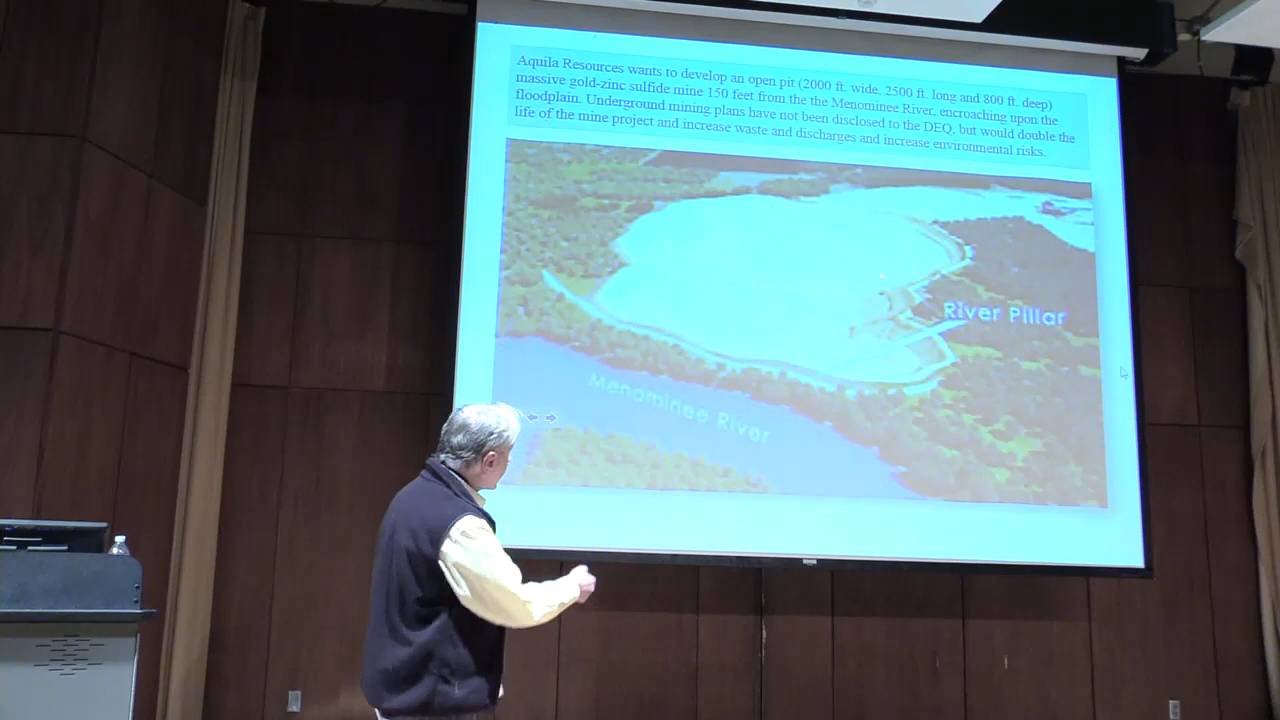 Aquila Resources wants to develop an open pit (2000 ft. wide, 2500 ft. long and 800 ft. deep)
massive gold-zinc sulfide mine 150 feet from the the Menominee River, encroaching upon the
floodplain. Underground mining plans have not been disclosed to the DEQ, but would double the
life of the mine project and increase waste and discharges and increase environmental risks.
River Pillar
Menominee River